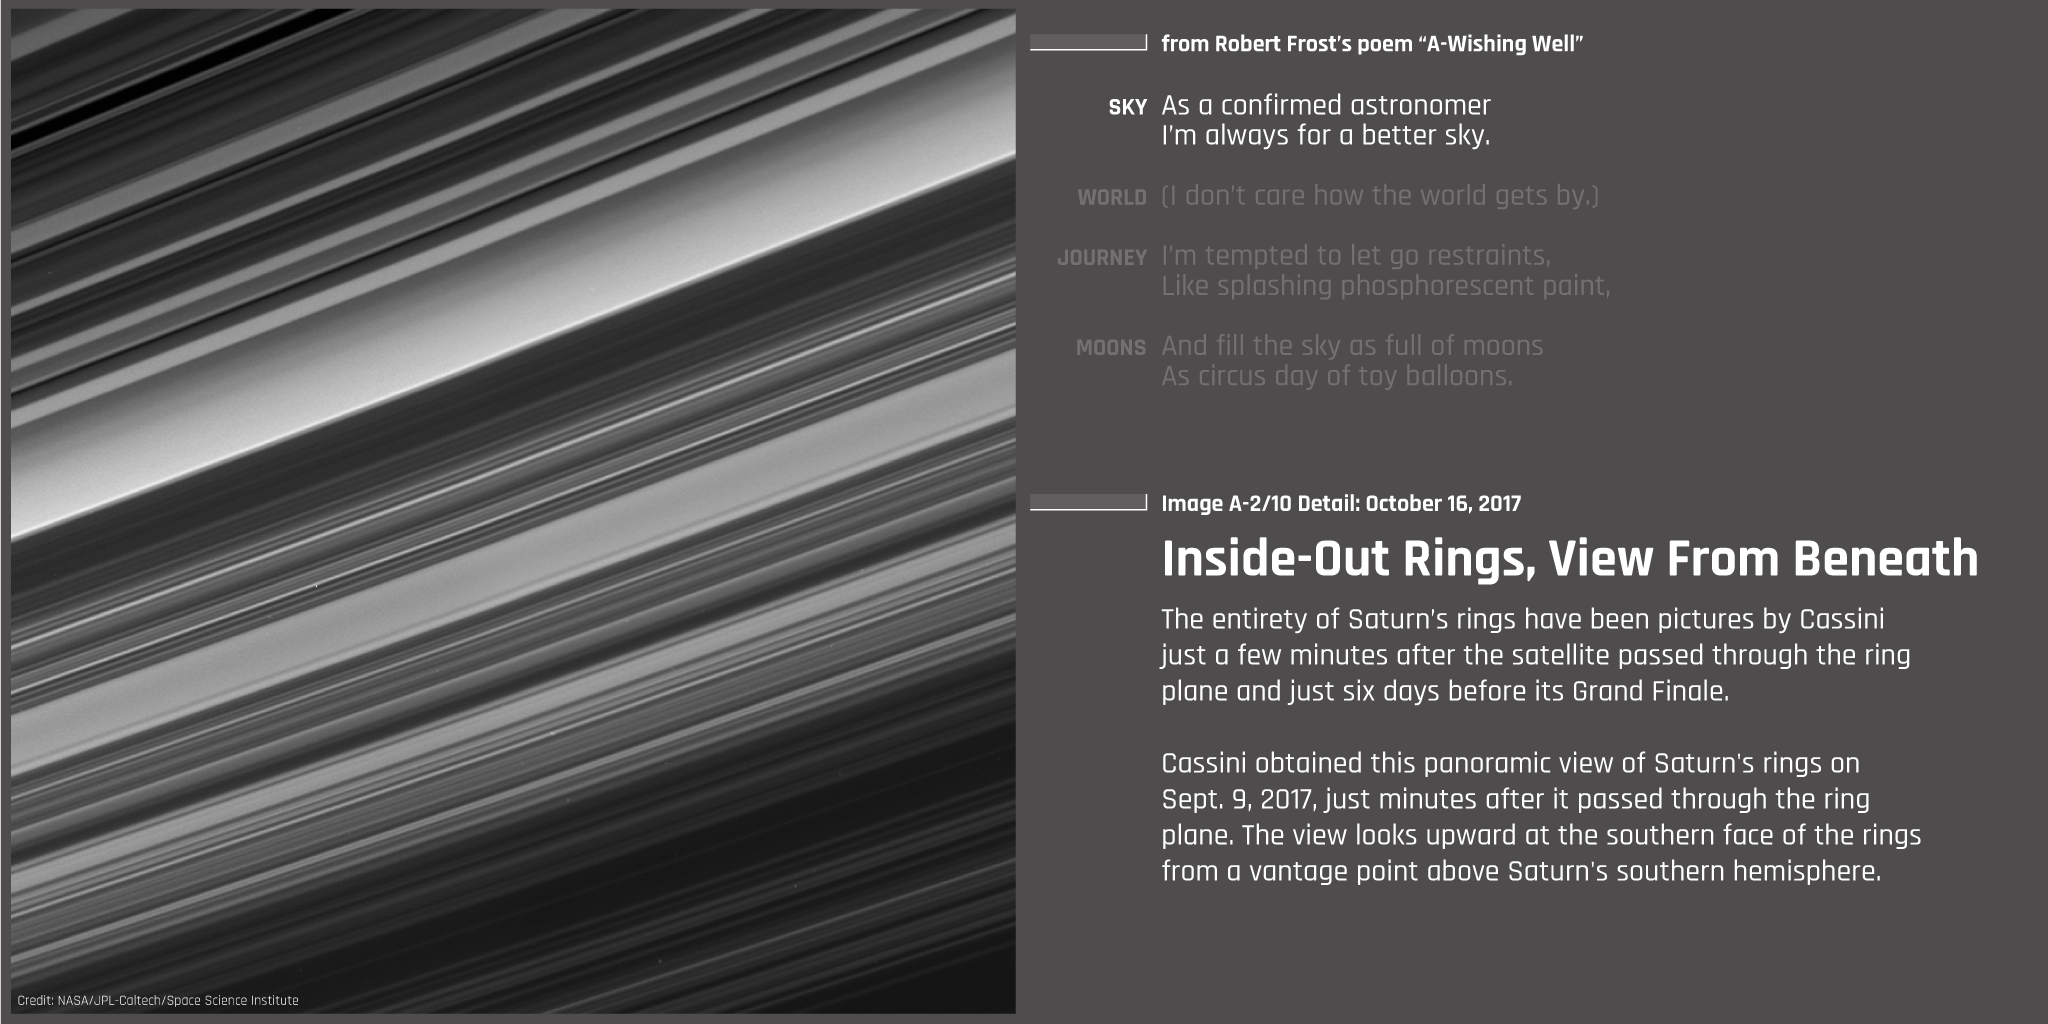 from Robert Frost's poem “A-Wishing Well”
SKY As a confirmed astronomer
I'm always for a better sky.
WORLD (I don't care how the world gets by.)
JOURNEY I'm tempted to let go restraints,
Like splashing phosphorescent paint,
MOONS And fill the sky as full of moons
As circus day of toy balloons.
Image A-2/10 Detail: October 16, 2017
Inside-Out Rings, View From Beneath
The entirety of Saturn's rings have been pictures by Cassini
just a few minutes after the satellite passed through the ring
plane and just six days before its Grand Finale.
Cassini obtained this panoramic view of Saturn's rings on
Sept. 9, 2017, just minutes after it passed through the ring
plane. The view looks upward at the southern face of the rings
from a vantage point above Saturn's southern hemisphere.
Credit: NASA/JPL-Caltech/Space Science Institute